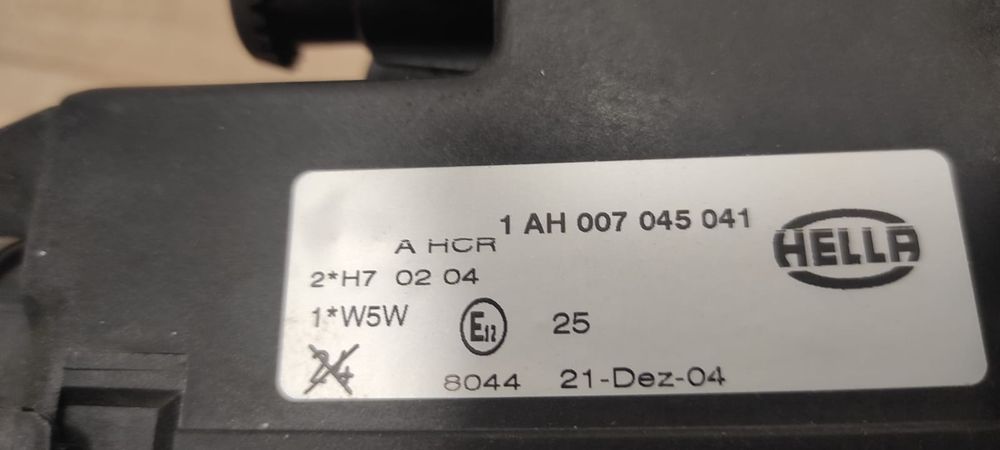 1 AH 007 045 041
HELLA
A HCR
2*H7 02 04
1*W5W
E12 25
24
8044 21-Dez-04